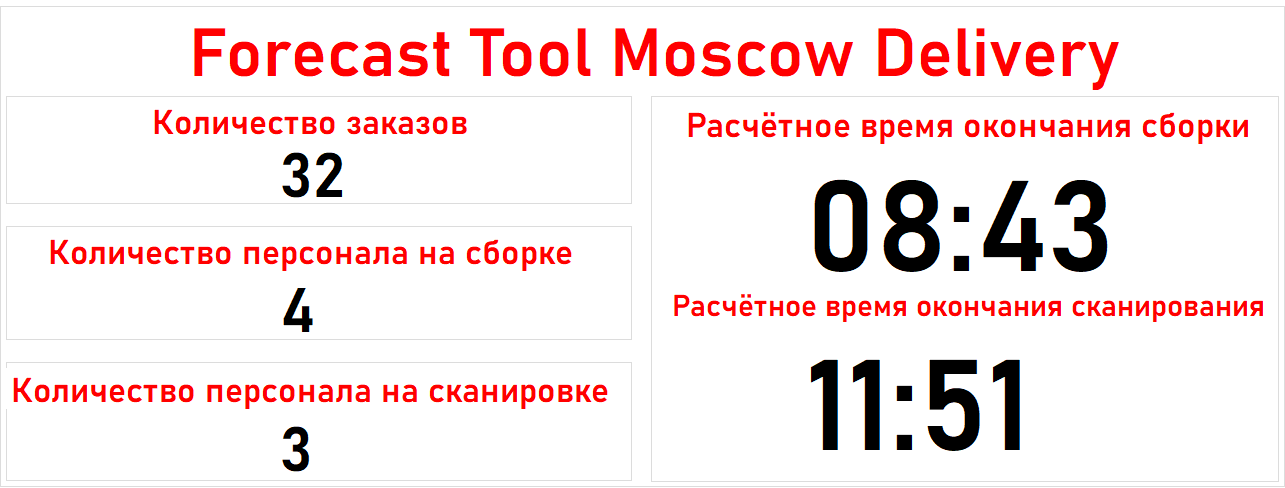 Forecast Tool Moscow Delivery
Количество заказов
32
Количество персонала на сборке
4
Количество персонала на сканировке
3
Расчётное время окончания сборки
08:43
Расчётное время окончания сканирования
11:51